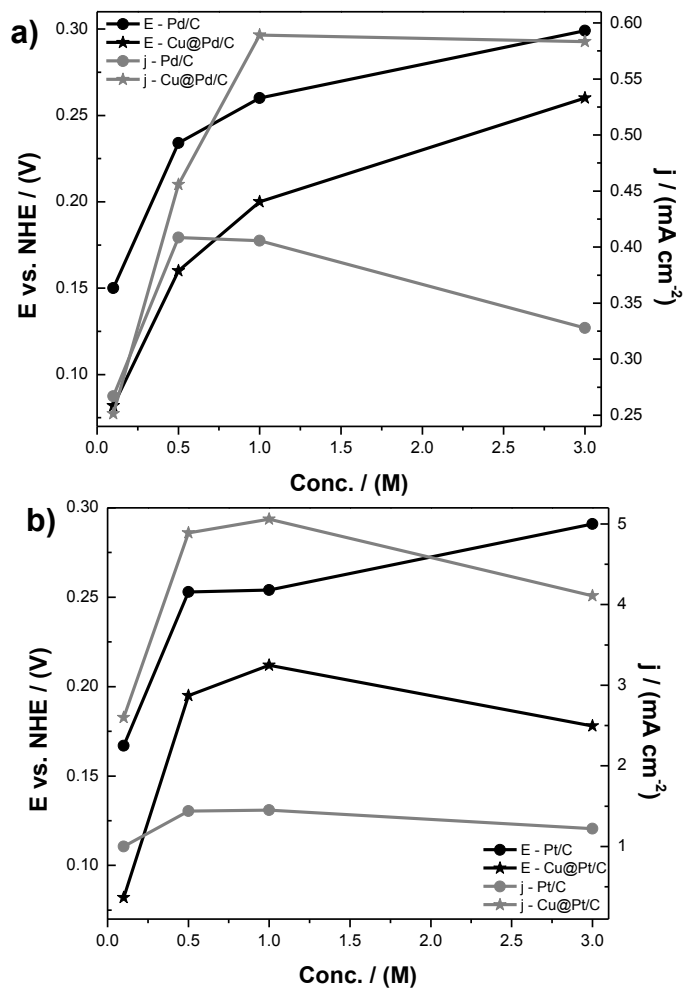 a)
E - Pd/C
E - Cu@Pd/C
j - Pd/C
j - Cu@Pd/C
0.30
0.25
0.20
0.15
0.10
E vs. NHE / (V)
0.60
0.55
0.50
0.45
0.40
0.35
0.30
0.25
j / (mA cm⁻²)
0.0 0.5 1.0 1.5 2.0 2.5 3.0
Conc. / (M)
b)
0.30
0.25
0.20
0.15
0.10
E vs. NHE / (V)
5
4
3
2
1
j / (mA cm⁻²)
E - Pt/C
E - Cu@Pt/C
j - Pt/C
j - Cu@Pt/C
0.0 0.5 1.0 1.5 2.0 2.5 3.0
Conc. / (M)